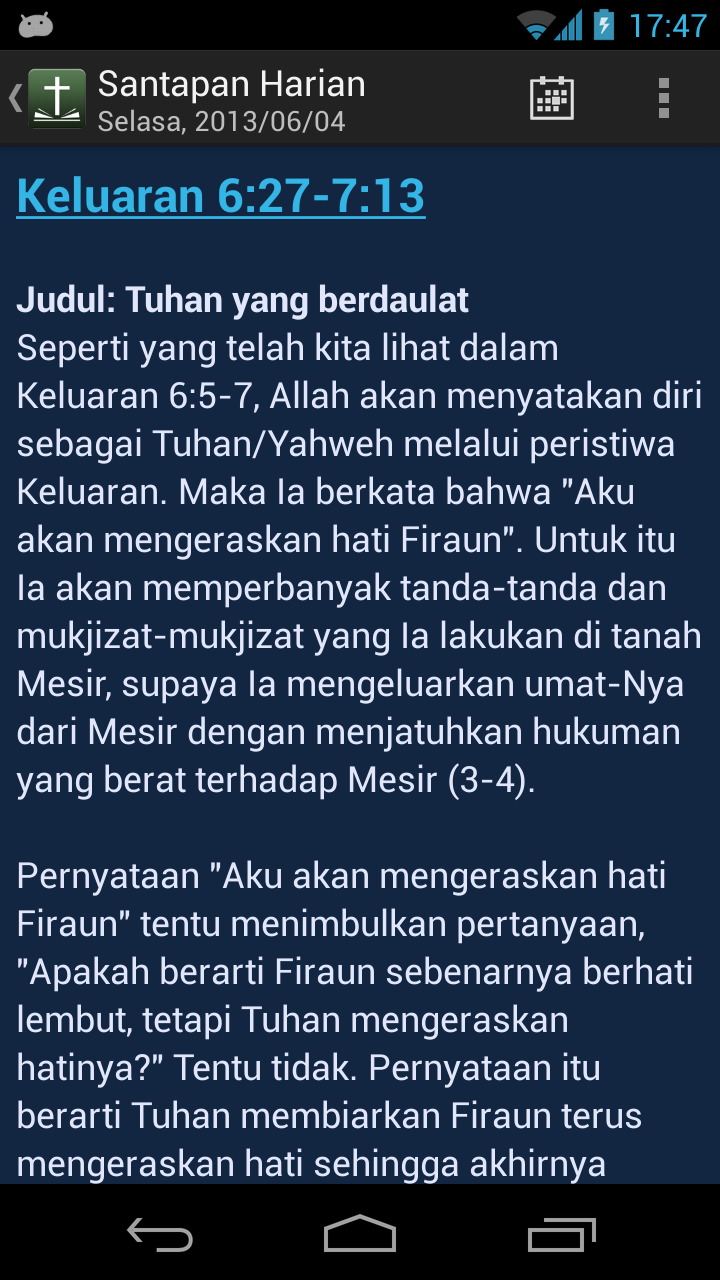 17:47
Santapan Harian
Selasa, 2013/06/04
Keluaran 6:27-7:13
Judul: Tuhan yang berdaulat
Seperti yang telah kita lihat dalam
Keluaran 6:5-7, Allah akan menyatakan diri
sebagai Tuhan/Yahweh melalui peristiwa
Keluaran. Maka Ia berkata bahwa "Aku
akan mengeraskan hati Firaun". Untuk itu
Ia akan memperbanyak tanda-tanda dan
mukjizat-mukjizat yang Ia lakukan di tanah
Mesir, supaya Ia mengeluarkan umat-Nya
dari Mesir dengan menjatuhkan hukuman
yang berat terhadap Mesir (3-4).
Pernyataan "Aku akan mengeraskan hati
Firaun" tentu menimbulkan pertanyaan,
"Apakah berarti Firaun sebenarnya berhati
lembut, tetapi Tuhan mengeraskan
hatinya?" Tentu tidak. Pernyataan itu
berarti Tuhan membiarkan Firaun terus
mengeraskan hati sehingga akhirnya